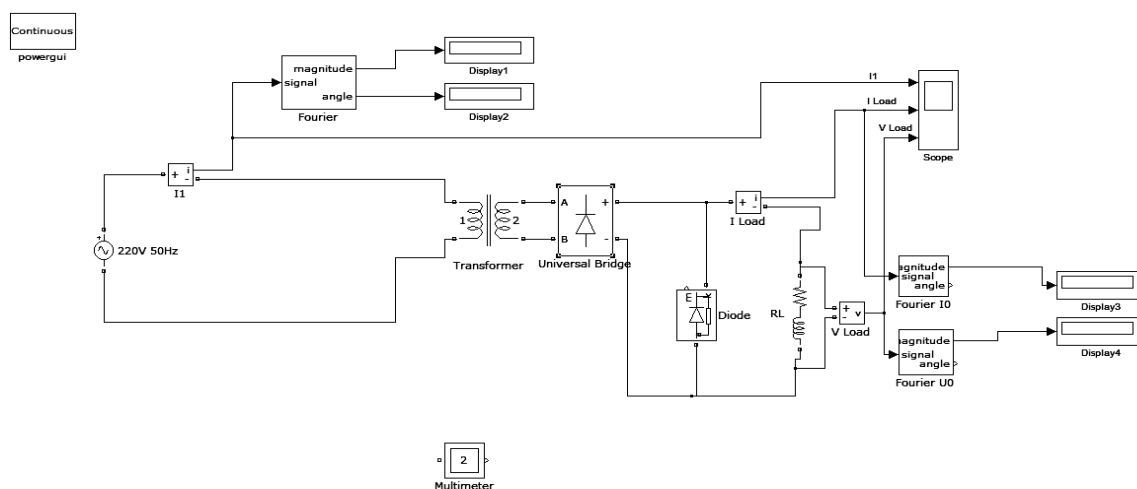 Continuous
powergui
magnitude
signal
angle
Fourier
Display1
Display2
I1
I Load
V Load
Scope
+
i
-
I1
220V 50Hz
1
2
Transformer
A
+
B
-
Universal Bridge
+
i
-
I Load
E
K
Diode
RL
+
-
v
V Load
agnitude
signal
angle
Fourier I0
Display3
agnitude
signal
angle
Fourier U0
Display4
2
Multimeter